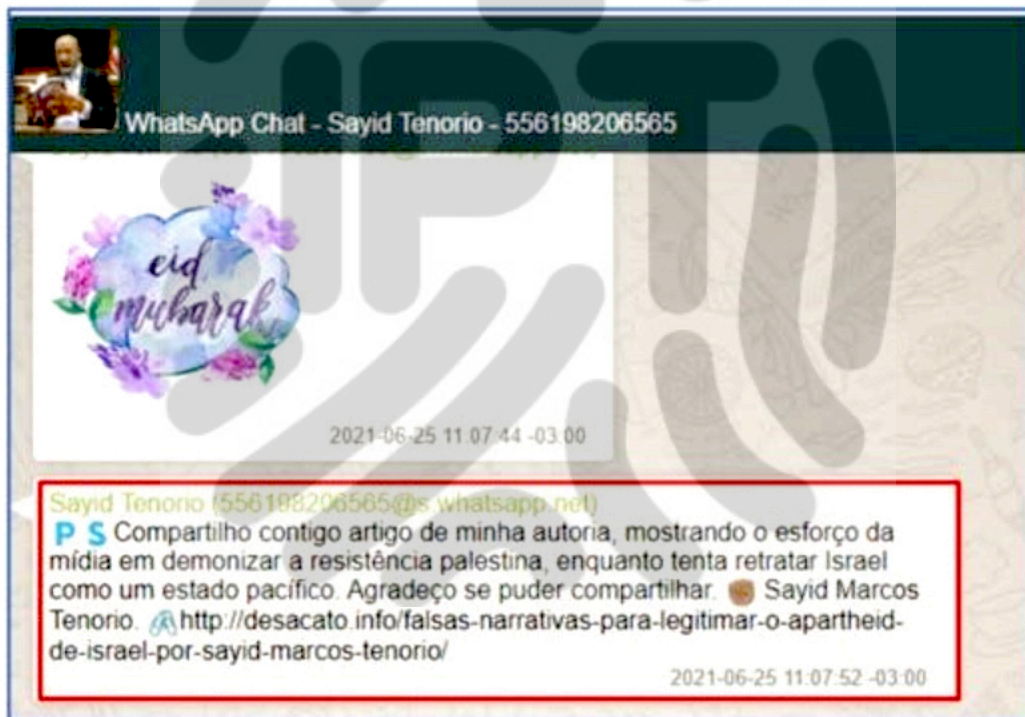 WhatsApp Chat - Sayid Tenorio - 556198206565
eid
mubarak
2021-06-25 11:07:44 -03:00
Sayid Tenorio (556198206565@s.whatsapp.net)
P S Compartilho contigo artigo de minha autoria, mostrando o esforço da
mídia em demonizar a resistência palestina, enquanto tenta retratar Israel
como um estado pacífico. Agradeço se puder compartilhar. ✊🏾 Sayid Marcos
Tenorio. 🖇http://desacato.info/falsas-narrativas-para-legitimar-o-apartheid-
de-israel-por-sayid-marcos-tenorio/
2021-06-25 11:07:52 -03:00